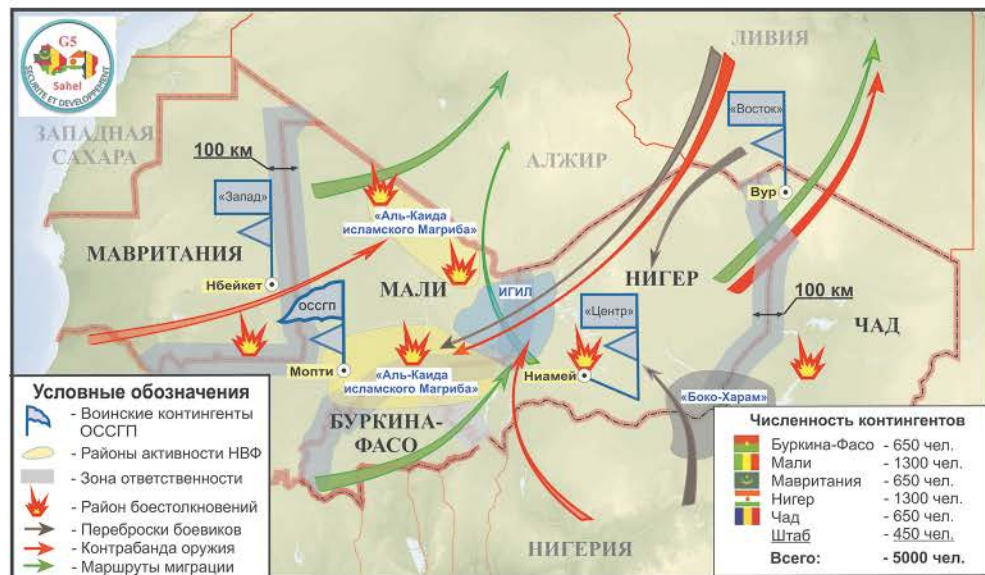 G5
Sahel
SÉCURITÉ ET DÉVELOPPEMENT
ЛИВИЯ
ЗАПАДНАЯ
САХАРА
100 км
АЛЖИР
«Восток»
Вур
«Запад»
«Аль-Каида
исламского Магриба»
МАВРИТАНИЯ
НИГЕР
Нбейкет
МАЛИ
ИГИЛ
100 км
ОССГП
«Центр»
ЧАД
Мопти
Ниамей
«Аль-Каида
исламского Магриба»
«Боко-Харам»
БУРКИНА-
ФАСО
НИГЕРИЯ
Условные обозначения
- Воинские контингенты
ОССГП
- Районы активности НВФ
- Зона ответственности
- Район боестолкновений
- Переброски боевиков
- Контрабанда оружия
- Маршруты миграции
Численность контингентов
Буркина-Фасо - 650 чел.
Мали - 1300 чел.
Мавритания - 650 чел.
Нигер - 1300 чел.
Чад - 650 чел.
Штаб - 450 чел.
Всего: - 5000 чел.